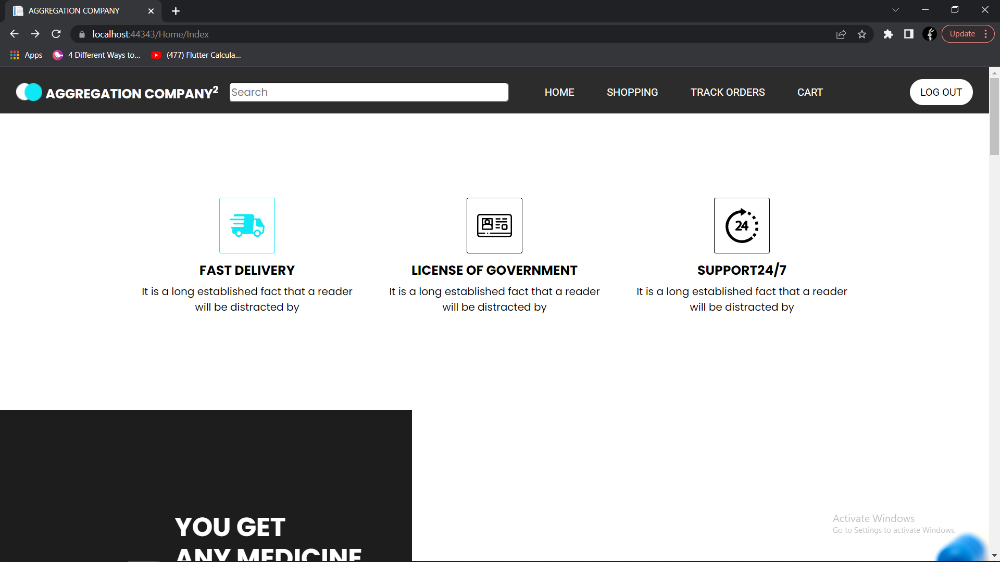 AGGREGATION COMPANY
localhost:44343/Home/Index
Update
Apps
4 Different Ways to...
(477) Flutter Calcula...
AGGREGATION COMPANY2
Search
HOME
SHOPPING
TRACK ORDERS
CART
LOG OUT
24
FAST DELIVERY
LICENSE OF GOVERNMENT
SUPPORT24/7
It is a long established fact that a reader
will be distracted by
It is a long established fact that a reader
will be distracted by
It is a long established fact that a reader
will be distracted by
YOU GET
ANY MEDICINE
Activate Windows
Go to Settings to activate Windows.